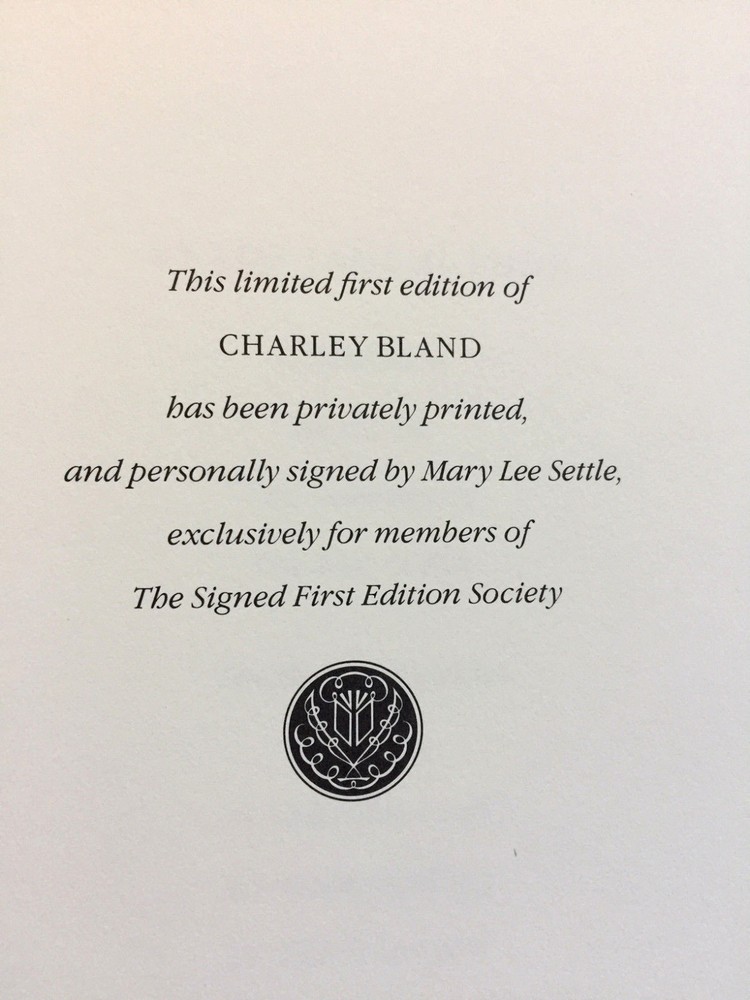 This limited first edition of
CHARLEY BLAND
has been privately printed,
and personally signed by Mary Lee Settle,
exclusively for members of
The Signed First Edition Society